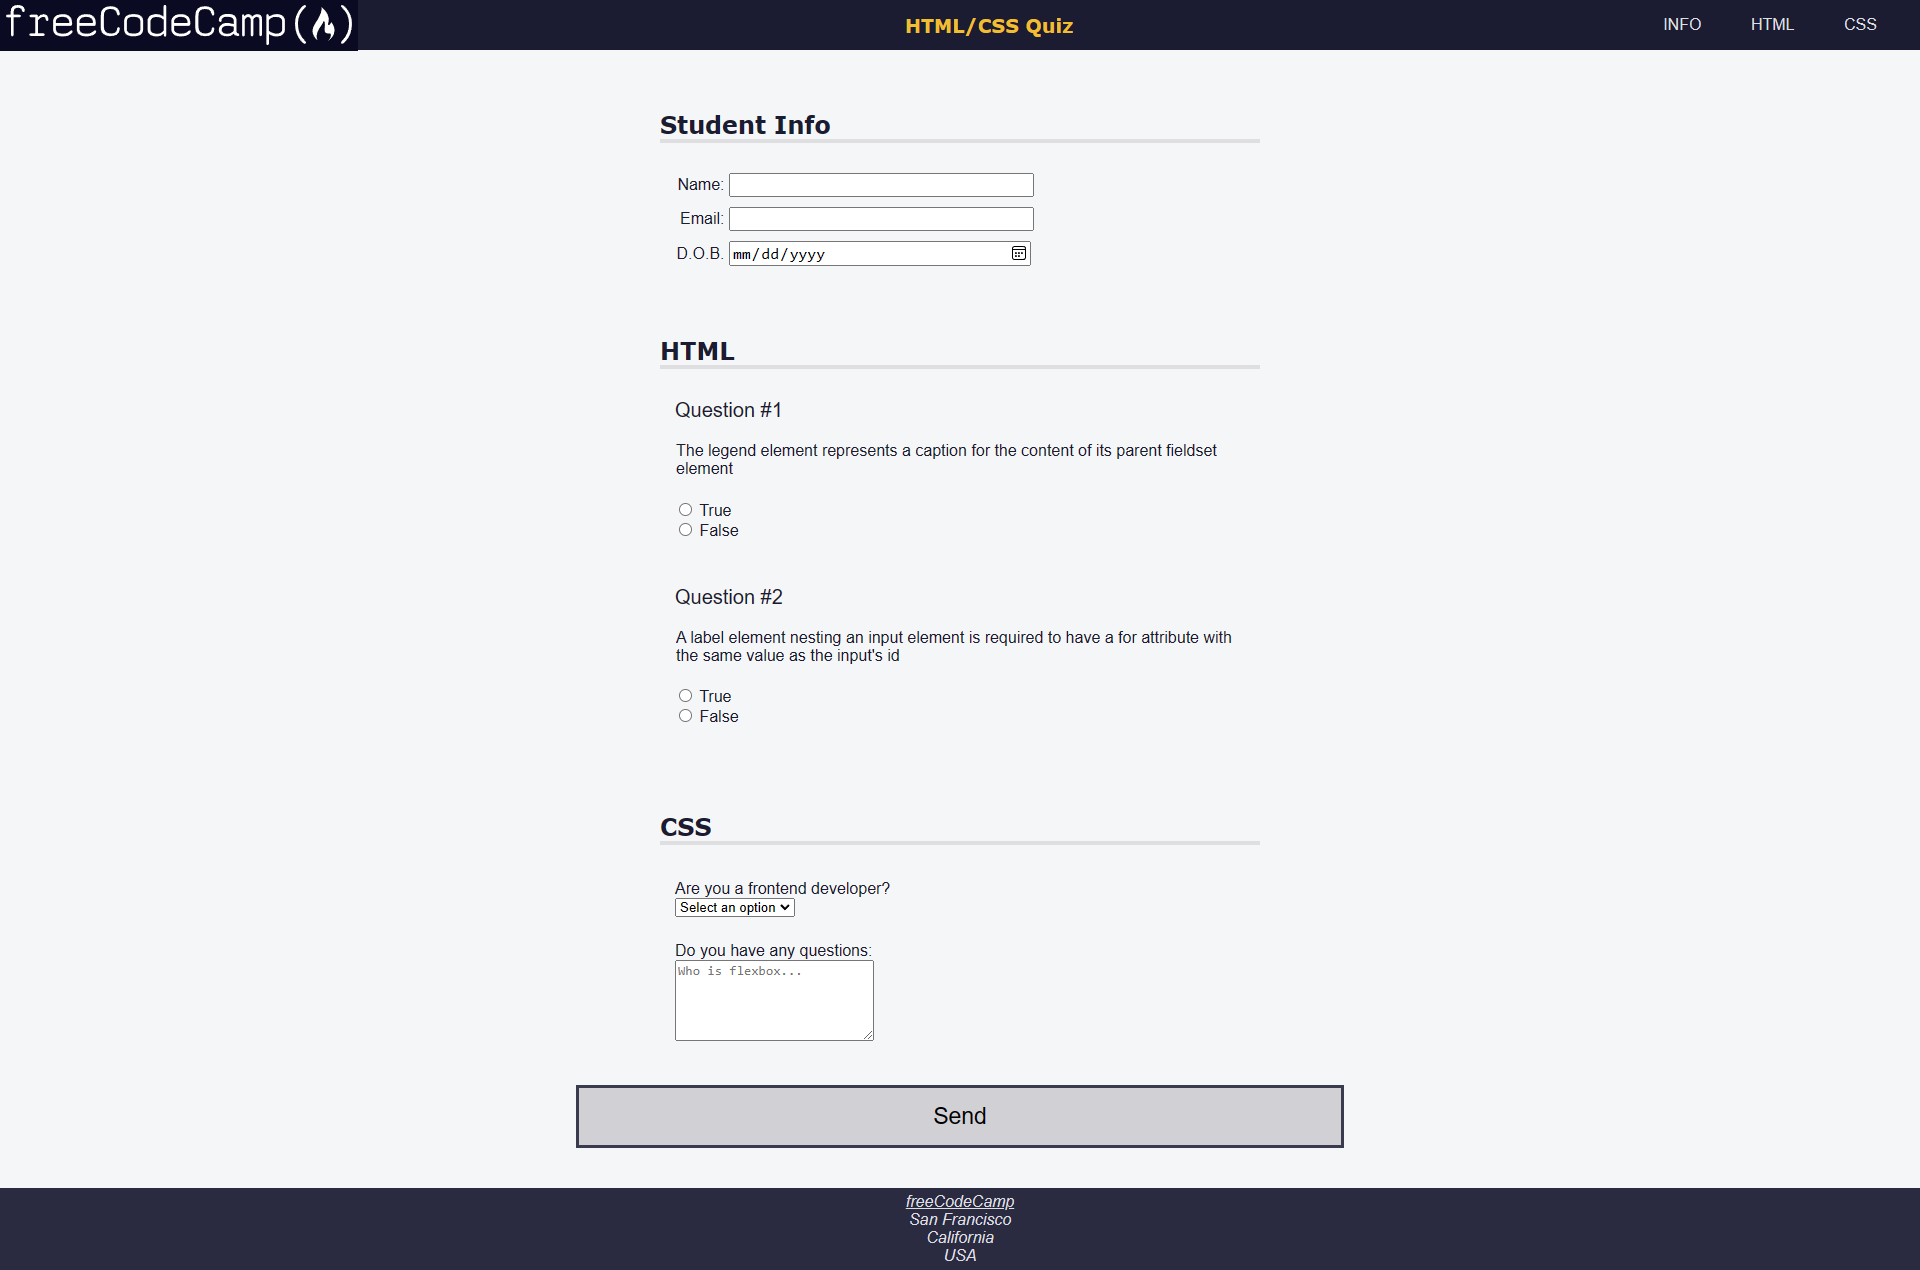 freeCodeCamp
HTML/CSS Quiz
INFO
HTML
CSS
Student Info
Name:
Email:
D.O.B. mm/dd/yyyy
HTML
Question #1
The legend element represents a caption for the content of its parent fieldset
element
True
False
Question #2
A label element nesting an input element is required to have a for attribute with
the same value as the input's id
True
False
CSS
Are you a frontend developer?
Select an option
Do you have any questions:
Who is flexbox...
Send
freeCodeCamp
San Francisco
California
USA